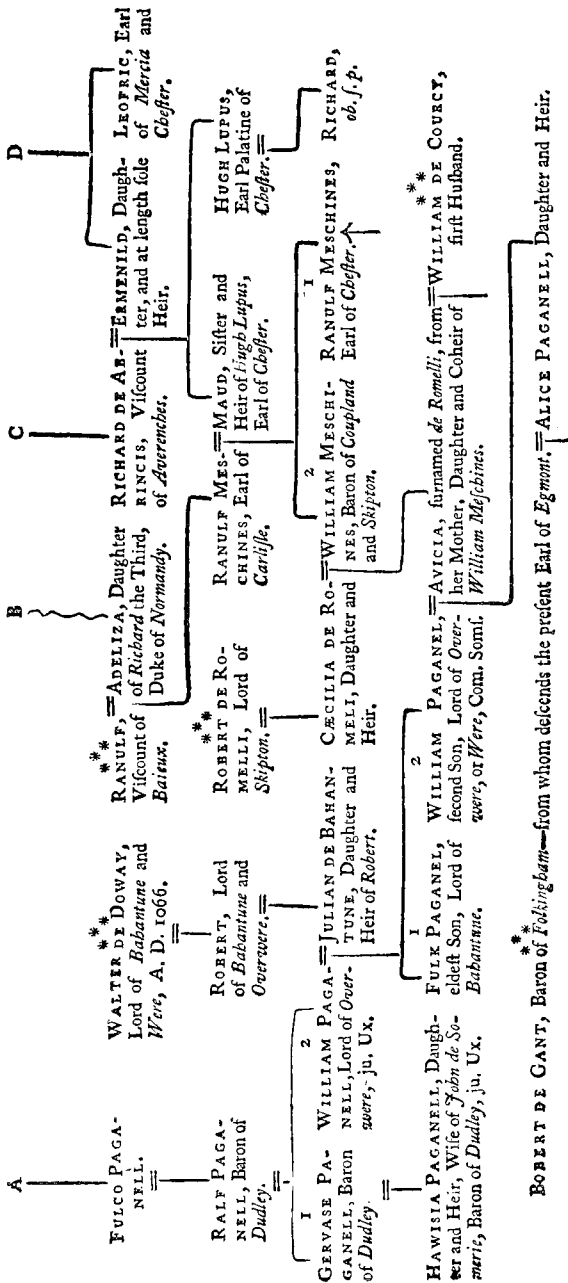 A
B
C
D
FULCO PAGA-
NELL.
***
WALTER DE DOWAY,
Lord of Babantune and
Were, A. D. 1066.
***
RANULF,
Viſcount of
Baieux.
ADELIZA, Daughter
of Richard the Third,
Duke of Normandy.
RICHARD DE AB-
RINCIS, Viſcount
of Averenches.
ERMENILD, Daugh-
ter, and at length ſole
Heir.
LEOFRIC, Earl
of Mercia and
Cheſter.
RALF PAGA-
NELL, Baron of
Dudley.
ROBERT, Lord
of Babantune and
Overwere.
***
ROBERT DE RO-
MELLI, Lord of
Skipton.
RANULF MES-
CHINES, Earl of
Carliſle.
MAUD, Siſter and
Heir of Hugh Lupus,
Earl of Cheſter.
HUGH LUPUS,
Earl Palatine of
Cheſter.
1
GERVASE PA-
GANELL, Baron
of Dudley
2
WILLIAM PAGA-
NELL, Lord of Over-
were, ju. Ux.
JULIAN DE BAHAN-
TUNE, Daughter and
Heir of Robert.
CÆCILIA DE RO-
MELI, Daughter and
Heir.
2
WILLIAM MESCHI-
NES, Baron of Coupland
and Skipton.
1
RANULF MESCHINES,
Earl of Cheſter.
RICHARD,
ob. ſ. p.
HAWISIA PAGANELL, Daugh-
ter and Heir, Wife of John de So-
merie, Baron of Dudley, ju. Ux.
1
FULK PAGANEL,
eldeſt Son, Lord of
Babantune.
2
WILLIAM PAGANEL,
ſecond Son, Lord of Over-
were, or Were, Com. Somſ.
AVICIA, ſurnamed de Romelli, from
her Mother, Daughter and Coheir of
William Meſchines.
***
WILLIAM DE COURCY,
firſt Huſband.
***
BOBERT DE GANT, Baron of Folkingham—from whom deſcends the preſent Earl of Egmont. ALICE PAGANELL, Daughter and Heir.